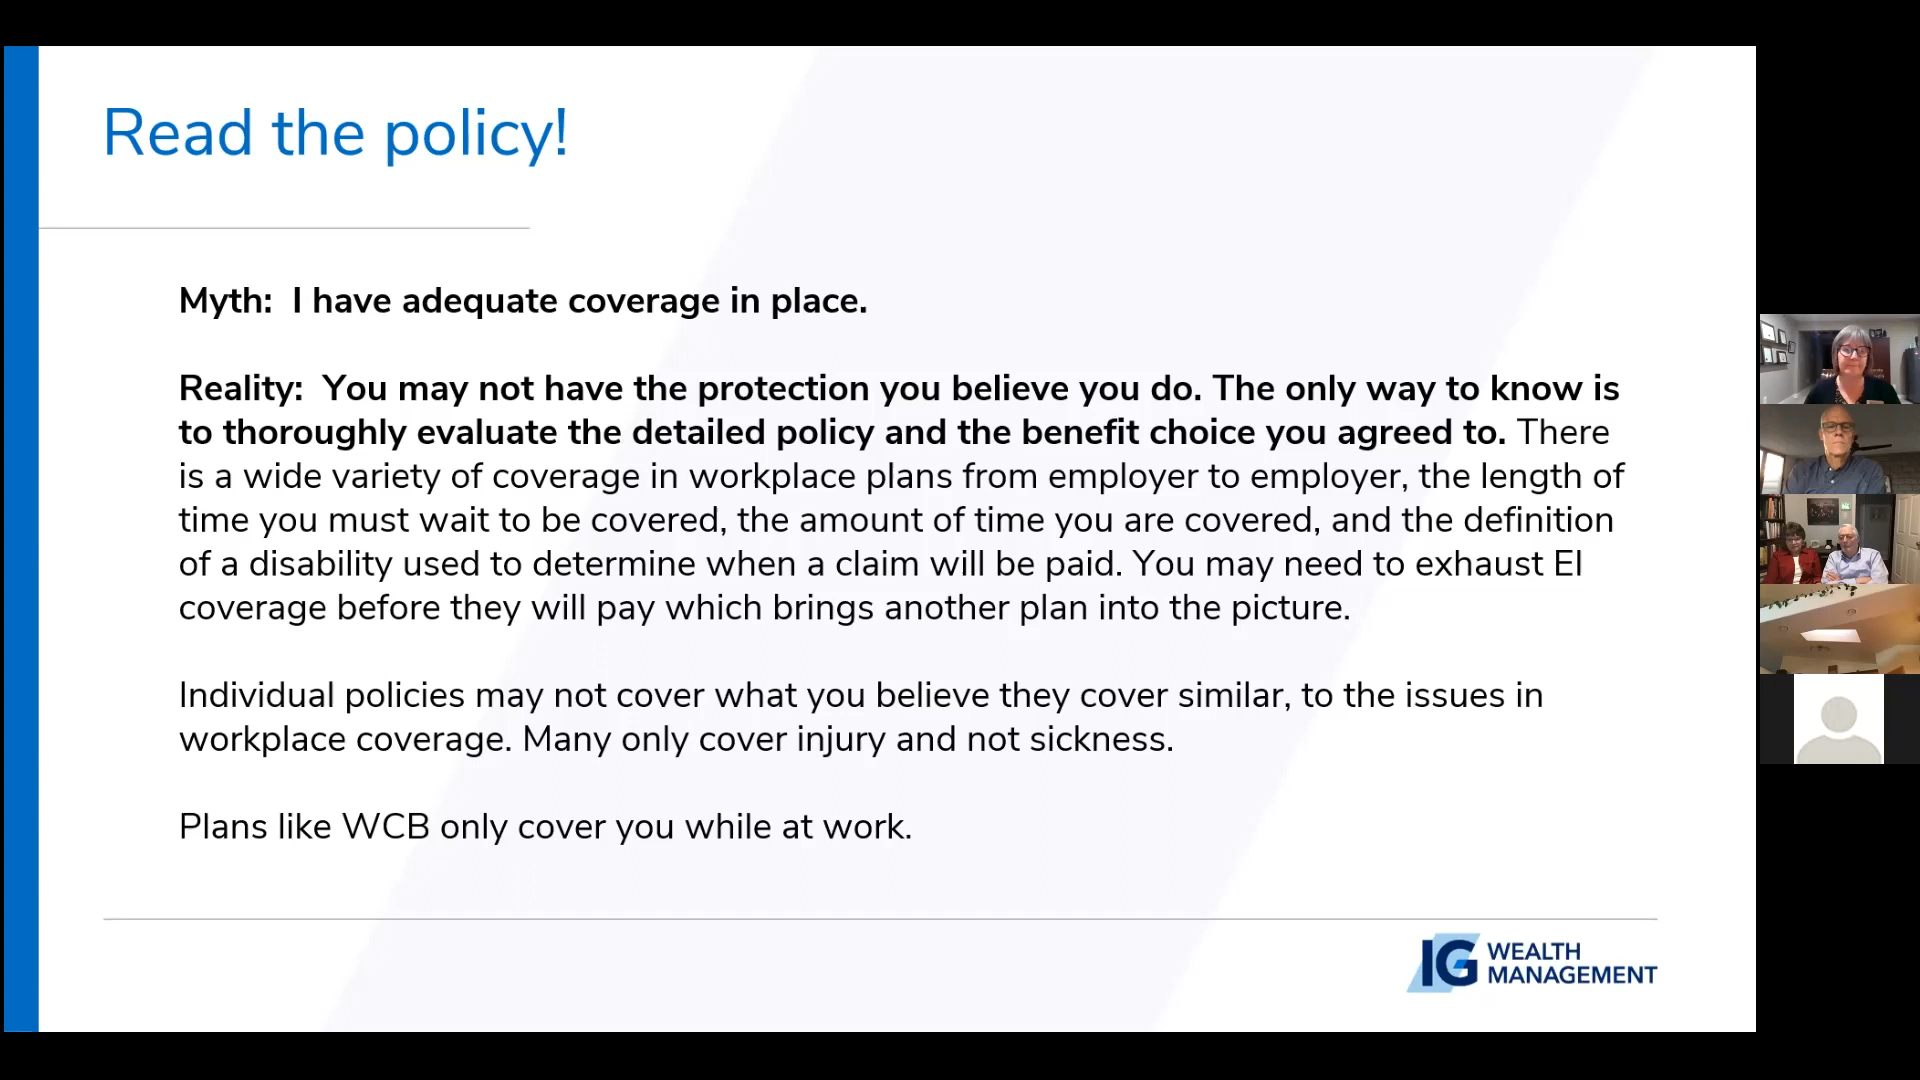 Read the policy!
Myth:  I have adequate coverage in place.
Reality:  You may not have the protection you believe you do. The only way to know is
to thoroughly evaluate the detailed policy and the benefit choice you agreed to. There
is a wide variety of coverage in workplace plans from employer to employer, the length of
time you must wait to be covered, the amount of time you are covered, and the definition
of a disability used to determine when a claim will be paid. You may need to exhaust EI
coverage before they will pay which brings another plan into the picture.
Individual policies may not cover what you believe they cover similar, to the issues in
workplace coverage. Many only cover injury and not sickness.
Plans like WCB only cover you while at work.
IG WEALTH
MANAGEMENT